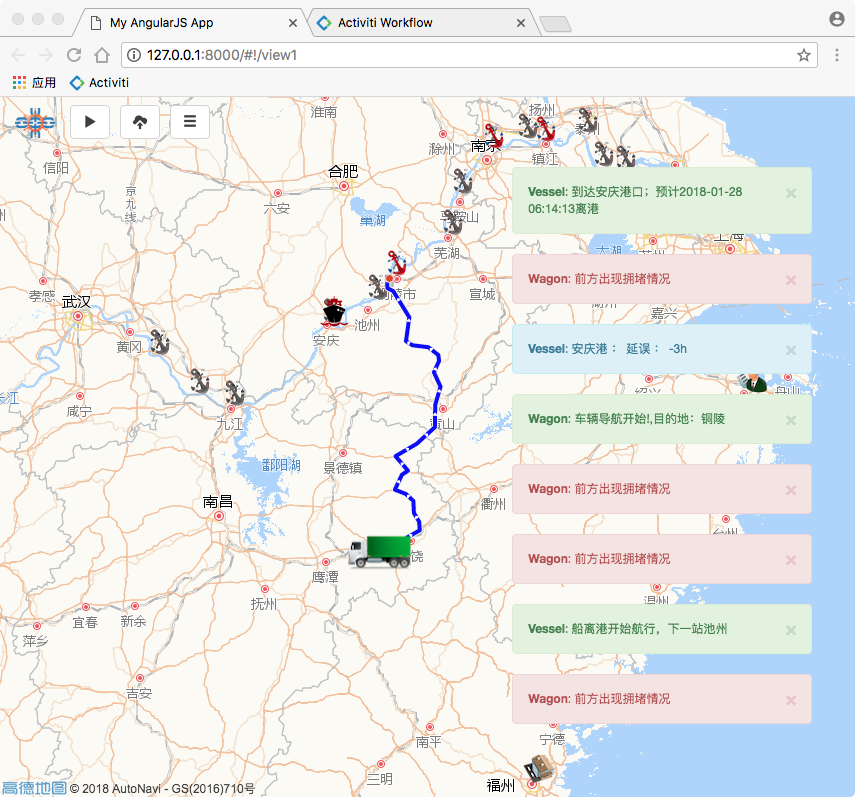 My AngularJS App
Activiti Workflow
127.0.0.1:8000/#!/view1
应用
Activiti
淮南
扬州
滁州
南京
镇江
信阳
合肥
京九线
六安
巢湖
马鞍山
芜湖
Vessel: 到达安庆港口；预计2018-01-28
06:14:13离港
上海
太湖
孝感
武汉
铜陵市
宣城
Wagon: 前方出现拥堵情况
池州
嘉兴
黄冈
安庆
Vessel: 安庆港 ： 延误 ： -3h
长江
咸宁
九江
黄山
绍兴
舟山
Wagon: 车辆导航开始!,目的地：铜陵
鄱阳湖
景德镇
Wagon: 前方出现拥堵情况
南昌
衢州
台州
Wagon: 前方出现拥堵情况
鹰潭
饶
温州
抚州
宜春
新余
萍乡
Vessel: 船离港开始航行，下一站池州
吉安
Wagon: 前方出现拥堵情况
南平
宁德
三明
福州
高德地图 © 2018 AutoNavi - GS(2016)710号